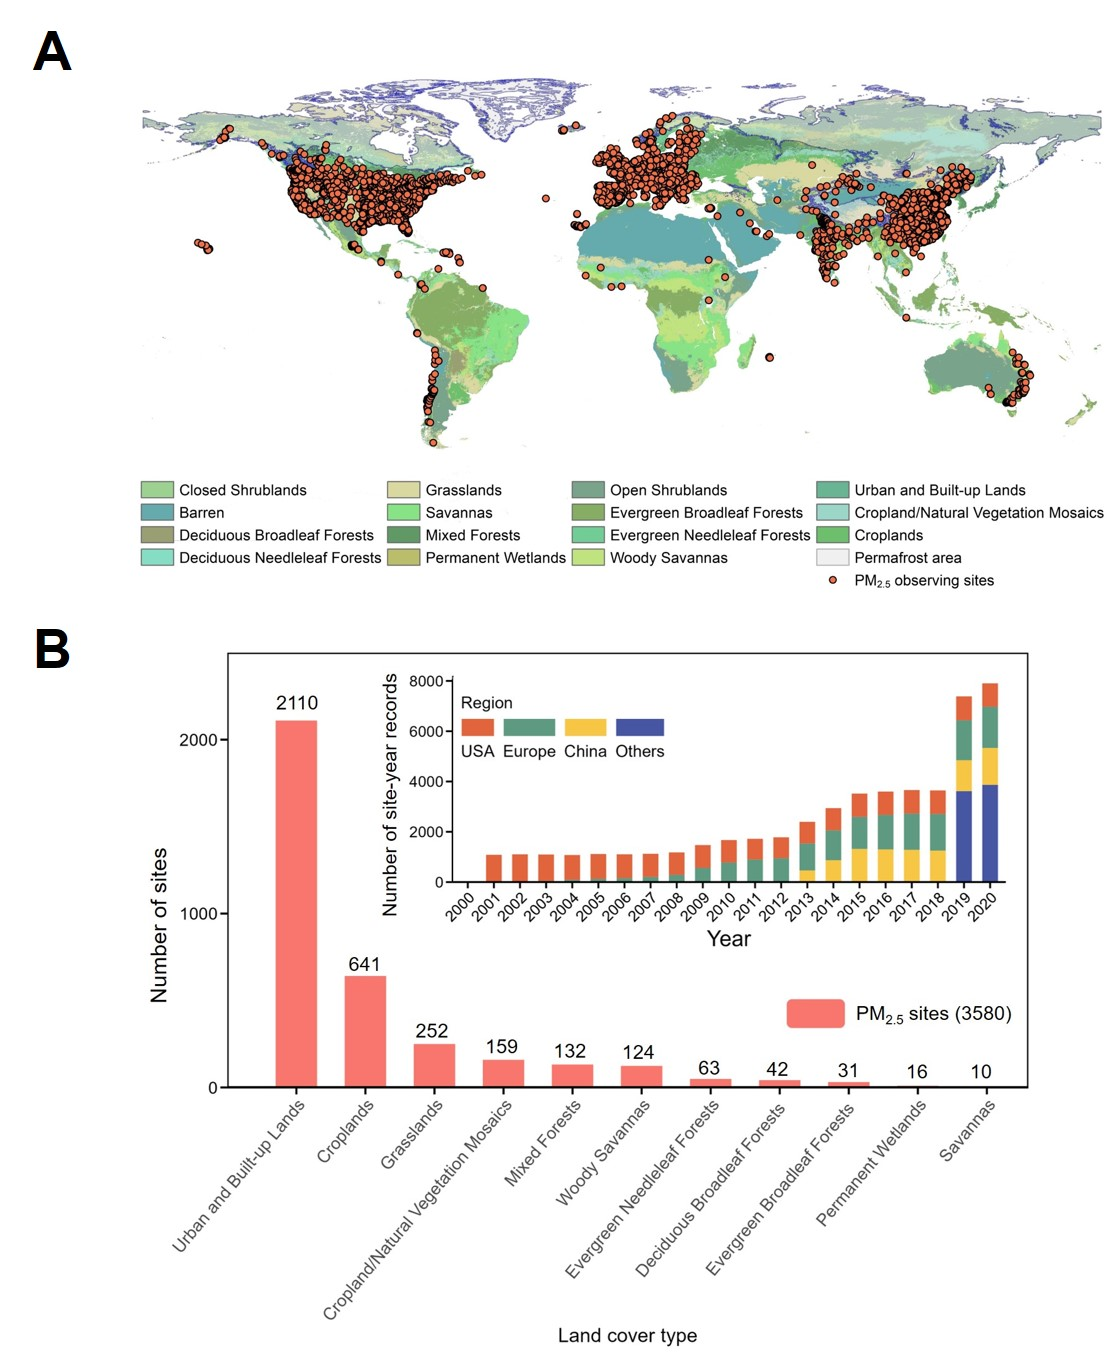 A
Closed Shrublands Grasslands Open Shrublands Urban and Built-up Lands
Barren Savannas Evergreen Broadleaf Forests Cropland/Natural Vegetation Mosaics
Deciduous Broadleaf Forests Mixed Forests Evergreen Needleleaf Forests Croplands
Deciduous Needleleaf Forests Permanent Wetlands Woody Savannas Permafrost area
PM2.5 observing sites
B
Number of sites
2000
1000
0
2110
641
252
159
132
124
63
42
31
16
10
Number of site-year records
8000
6000
4000
2000
0
Region
USA Europe China Others
2000 2001 2002 2003 2004 2005 2006 2007 2008 2009 2010 2011 2012 2013 2014 2015 2016 2017 2018 2019 2020
Year
PM2.5 sites (3580)
Urban and Built-up Lands
Croplands
Grasslands
Cropland/Natural Vegetation Mosaics
Mixed Forests
Woody Savannas
Evergreen Needleleaf Forests
Deciduous Broadleaf Forests
Evergreen Broadleaf Forests
Permanent Wetlands
Savannas
Land cover type